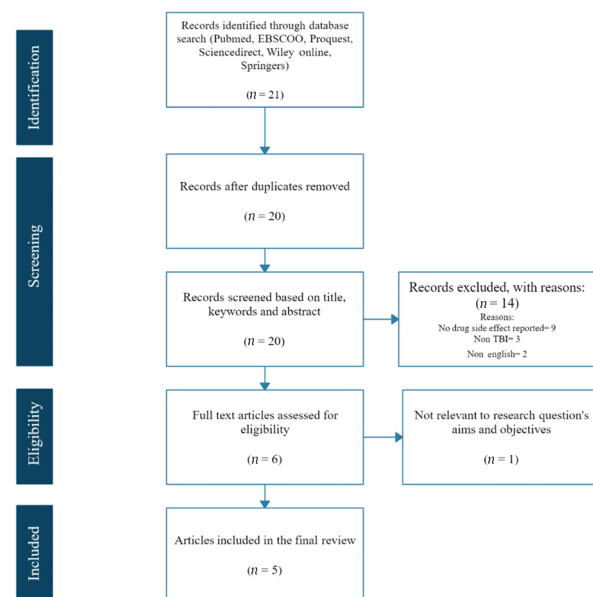 Identification
Records identified through database
search (Pubmed, EBSCOO, Proquest,
Sciencedirect, Wiley online,
Springers)
(n = 21)
Screening
Records after duplicates removed
(n = 20)
Records screened based on title,
keywords and abstract
(n = 20)
Records excluded, with reasons:
(n = 14)
Reasons:
No drug side effect reported= 9
Non TBI= 3
Non english= 2
Eligibility
Full text articles assessed for
eligibility
(n = 6)
Not relevant to research question's
aims and objectives
(n = 1)
Included
Articles included in the final review
(n = 5)